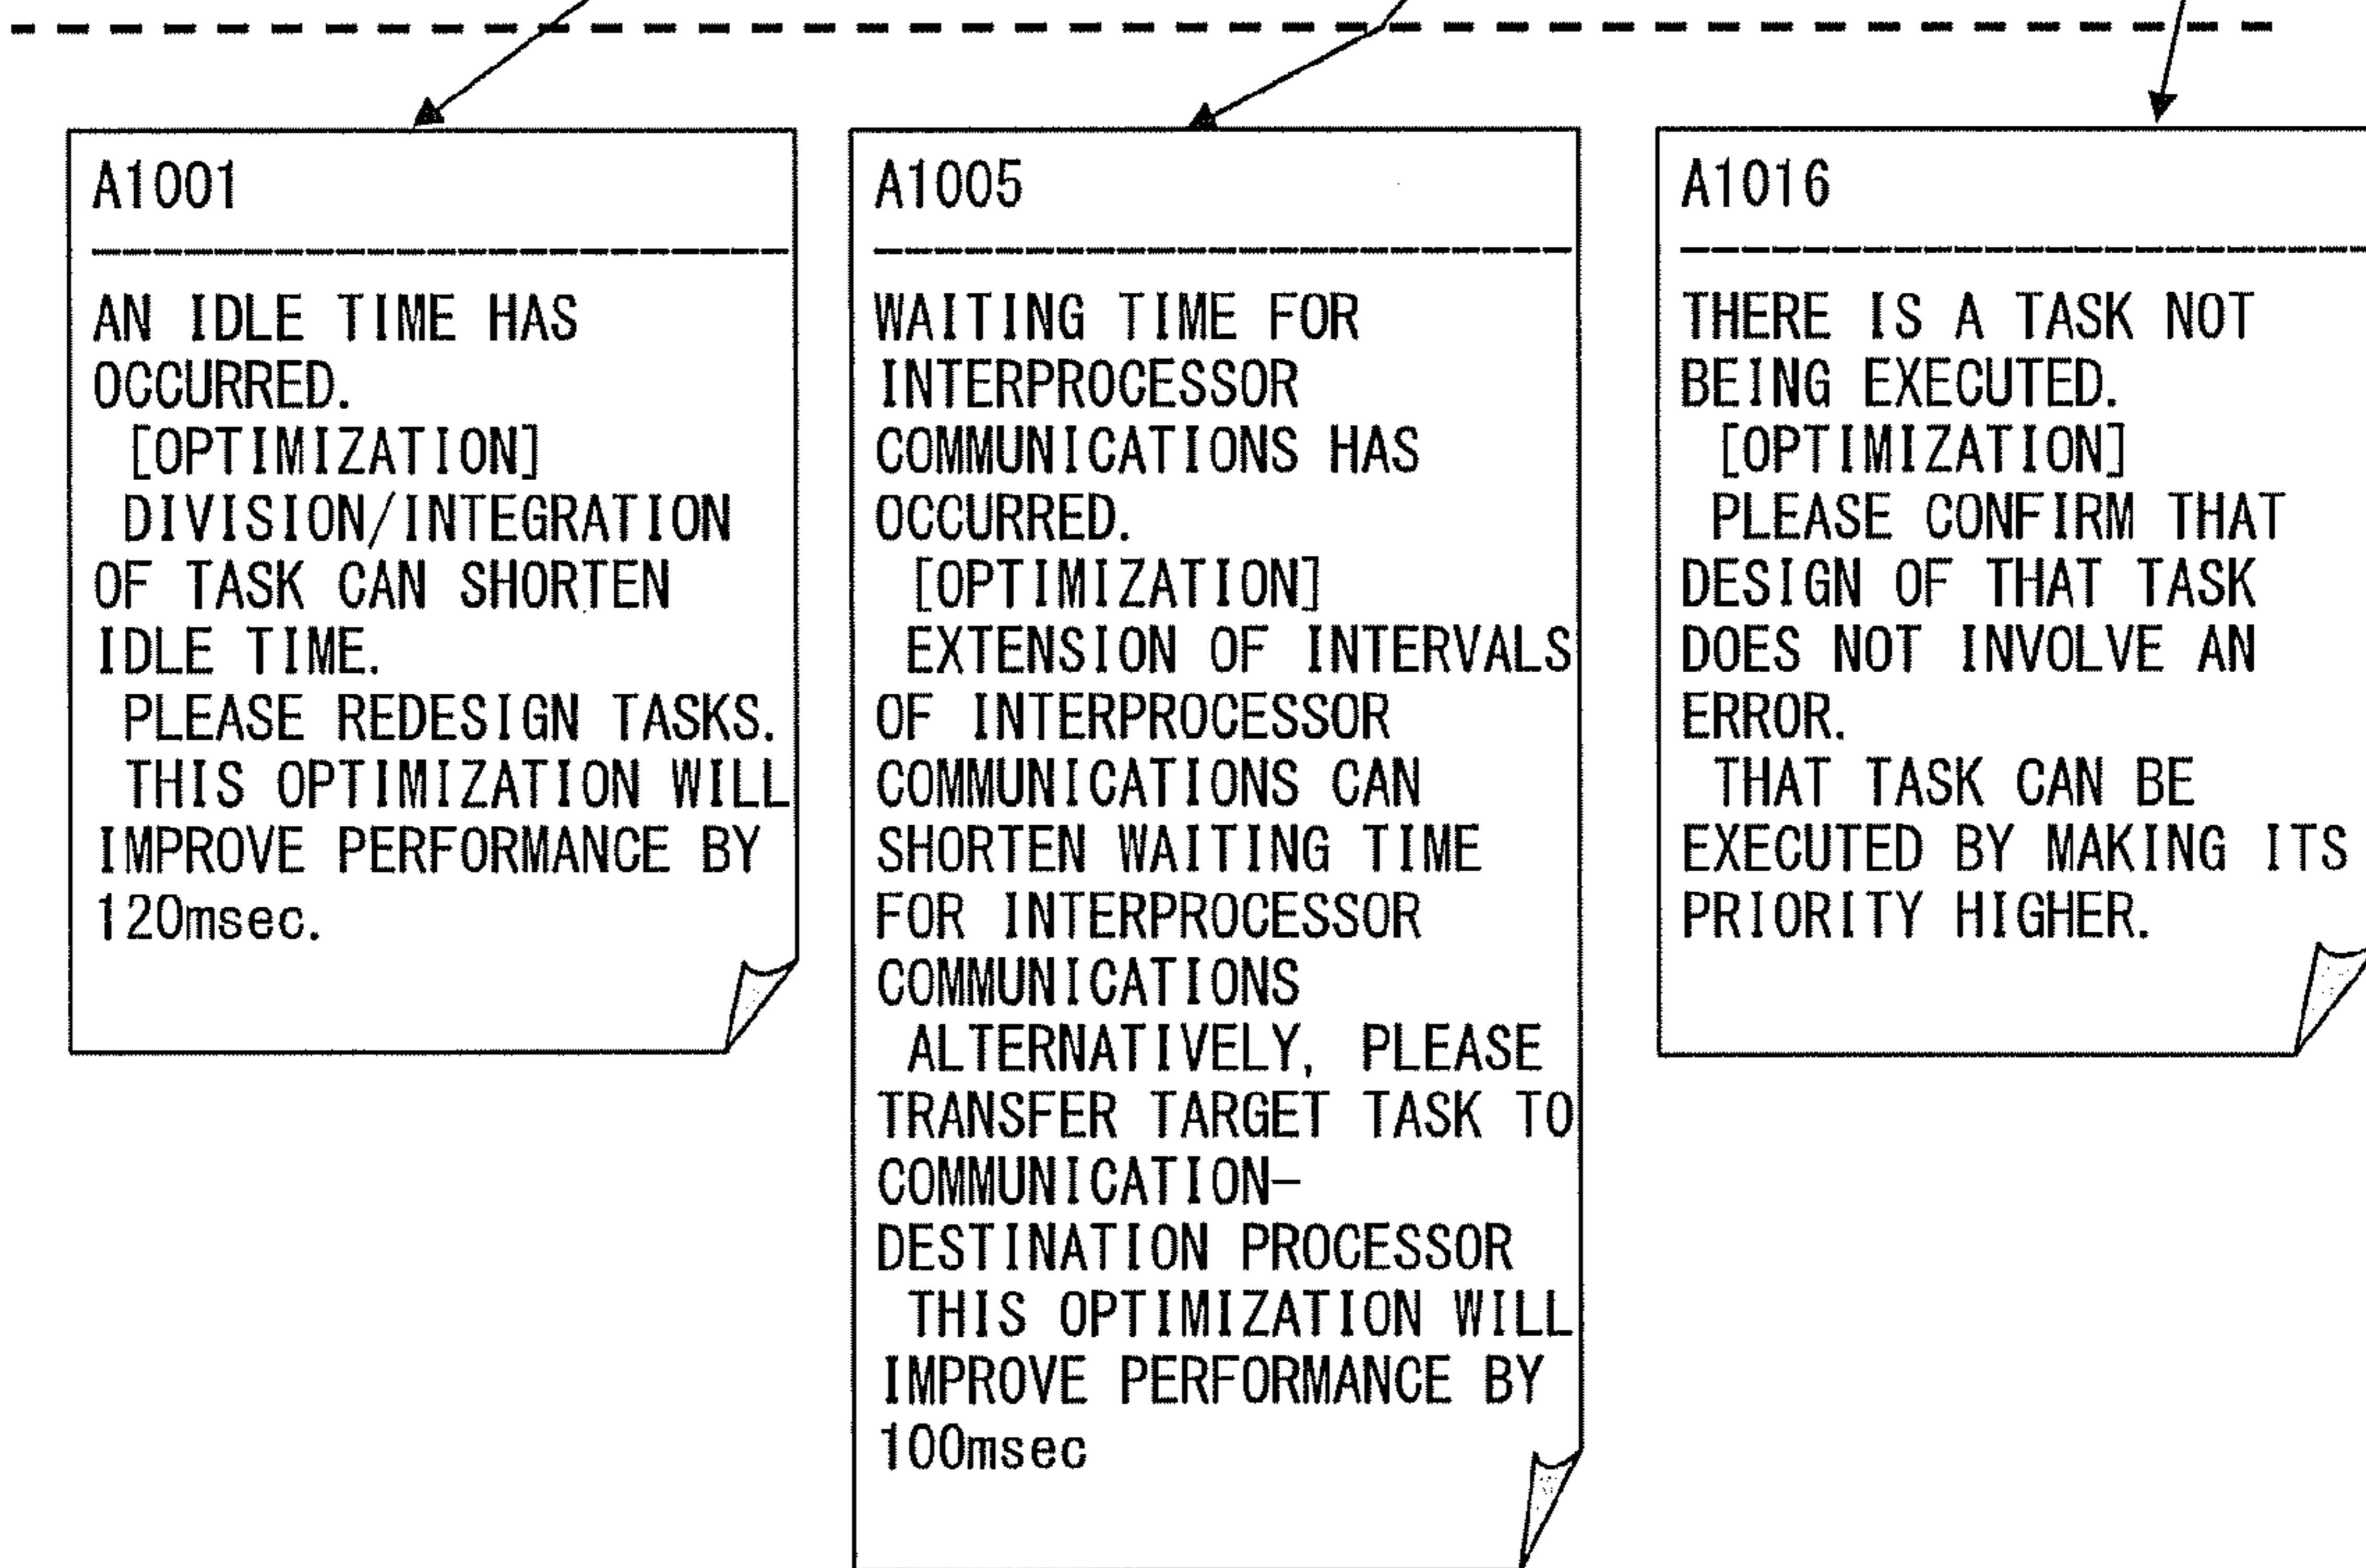 A1001
AN IDLE TIME HAS
OCCURRED.
[OPTIMIZATION]
DIVISION/INTEGRATION
OF TASK CAN SHORTEN
IDLE TIME.
PLEASE REDESIGN TASKS.
THIS OPTIMIZATION WILL
IMPROVE PERFORMANCE BY
120msec.
A1005
WAITING TIME FOR
INTERPROCESSOR
COMMUNICATIONS HAS
OCCURRED.
[OPTIMIZATION]
EXTENSION OF INTERVALS
OF INTERPROCESSOR
COMMUNICATIONS CAN
SHORTEN WAITING TIME
FOR INTERPROCESSOR
COMMUNICATIONS
ALTERNATIVELY, PLEASE
TRANSFER TARGET TASK TO
COMMUNICATION-
DESTINATION PROCESSOR
THIS OPTIMIZATION WILL
IMPROVE PERFORMANCE BY
100msec
A1016
THERE IS A TASK NOT
BEING EXECUTED.
[OPTIMIZATION]
PLEASE CONFIRM THAT
DESIGN OF THAT TASK
DOES NOT INVOLVE AN
ERROR.
THAT TASK CAN BE
EXECUTED BY MAKING ITS
PRIORITY HIGHER.